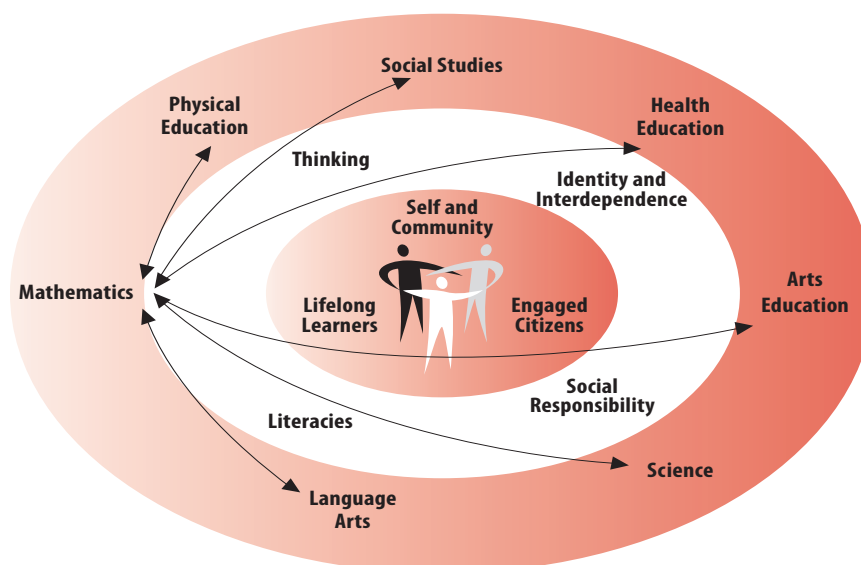 Social Studies
Physical
Education
Health
Education
Thinking
Identity and
Interdependence
Self and
Community
Mathematics
Lifelong
Learners
Engaged
Citizens
Arts
Education
Social
Responsibility
Literacies
Science
Language
Arts